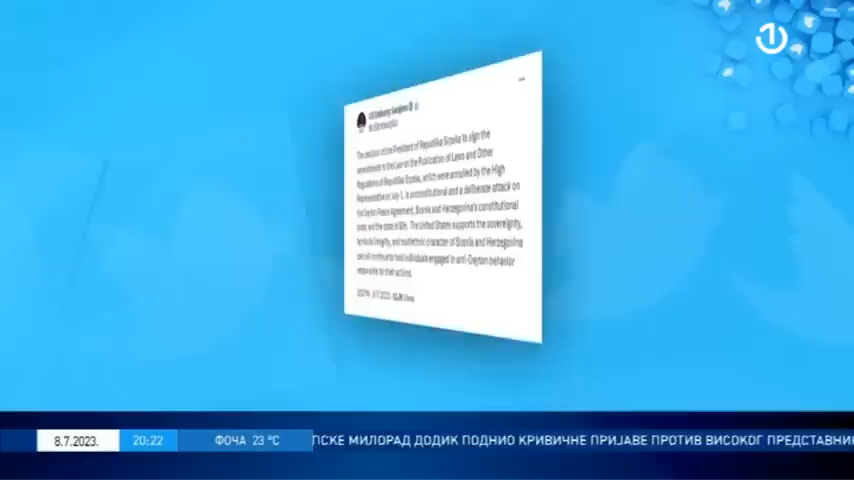 US Embassy Sarajevo
The decision of the President of Republika Srpska to sign the
amendments to the Law on the Publication of Laws and Other
Regulations of Republika Srpska, which were annulled by the High
Representative on July 1, is unconstitutional and a deliberate attack on
the Dayton Peace Agreement, Bosnia and Herzegovina's constitutional
order, and the state of BiH. The United States supports the sovereignty,
territorial integrity, and multiethnic character of Bosnia and Herzegovina
and will continue to hold individuals engaged in anti-Dayton behavior
responsible for their actions.
8.7.2023.
20:22
ФОЧА 23 °C
ПСКЕ МИЛОРАД ДОДИК ПОДНИО КРИВИЧНЕ ПРИЈАВЕ ПРОТИВ ВИСОКОГ ПРЕДСТАВНИ